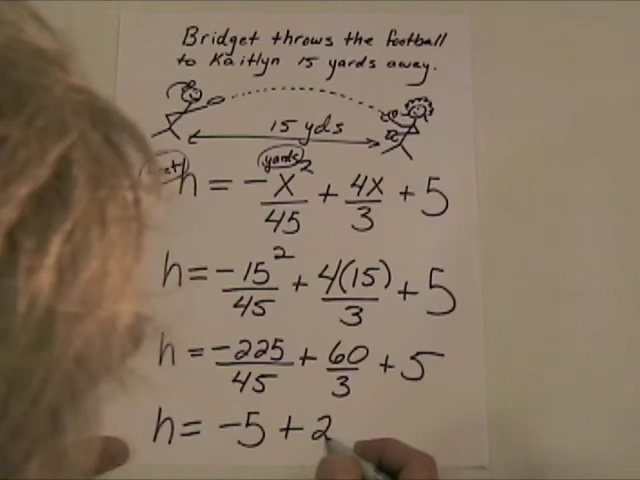 Bridget throws the football
to Kaitlyn 15 yards away.
15 yds
yards
h = -x²/45 + 4x/3 + 5
h = -15²/45 + 4(15)/3 + 5
h = -225/45 + 60/3 + 5
h = -5 + 2